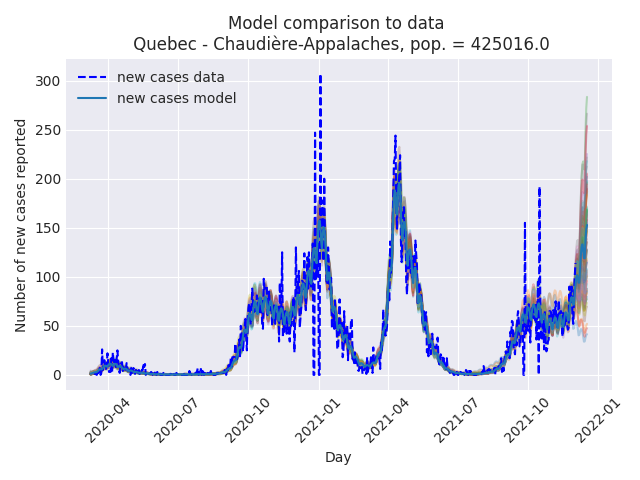 Model comparison to data
Quebec - Chaudière-Appalaches, pop. = 425016.0
new cases data
new cases model
Number of new cases reported
300
250
200
150
100
50
0
2020-04
2020-07
2020-10
2021-01
2021-04
2021-07
2021-10
2022-01
Day